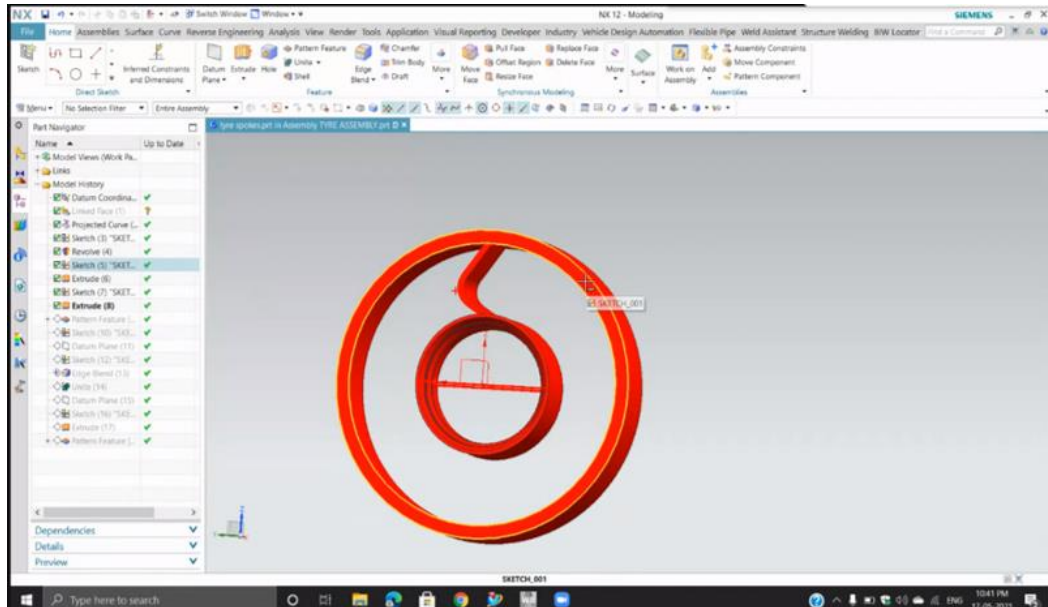 NX
Switch Window
Window
NX 12 - Modeling
SIEMENS
File Home Assemblies Surface Curve Reverse Engineering Analysis View Render Tools Application Visual Reporting Developer Industry Vehicle Design Automation Flexible Pipe Weld Assistant Structure Welding BIW Locator Find a Command
Sketch
Inferred Constraints and Dimensions
Direct Sketch
Datum Plane
Extrude
Hole
Pattern Feature
Unite
Shell
Edge Blend
Chamfer
Trim Body
Draft
More
Feature
Move Face
Pull Face
Offset Region
Resize Face
Replace Face
Delete Face
More
Synchronous Modeling
Surface
Work on Assembly
Add
Assembly Constraints
Move Component
Pattern Component
Assemblies
Menu No Selection Filter Entire Assembly
Part Navigator
tyre spokes.prt in Assembly TYRE ASSEMBLY.prt
Name Up to Date
Model Views (Work Pa...
Links
Model History
Datum Coordina...
Linked Face (1)
Projected Curve (...
Sketch (3) "SKET...
Revolve (4)
Sketch (5) "SKET...
Extrude (6)
Sketch (7) "SKET...
Extrude (8)
Pattern Feature [...
Sketch (10) "SKE...
Datum Plane (11)
Sketch (12) "SKE...
Edge Blend (13)
Unite (14)
Datum Plane (15)
Sketch (16) "SKE...
Extrude (17)
Pattern Feature [...
SKETCH_001
Dependencies
Details
Preview
SKETCH_001
Type here to search
ENG
10:41 PM